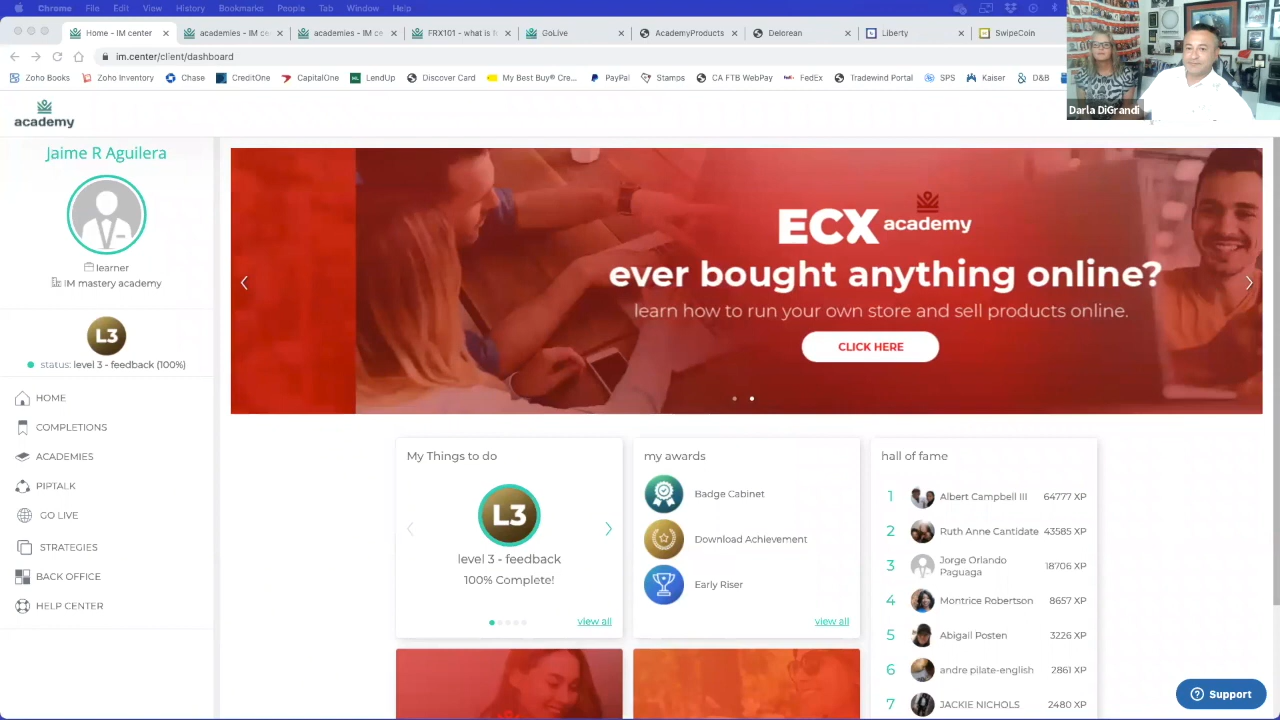 Chrome File Edit View History Bookmarks People Tab Window Help
Home - IM center
academies - IM ce
academies -
what is h
GoLive
AcademyProducts
Delorean
Liberty
SwipeCoin
im.center/client/dashboard
Zoho Books
Zoho Inventory
Chase
CreditOne
CapitalOne
LendUp
Discover Card
My Best Buy® Cre...
PayPal
Stamps
CA FTB WebPay
FedEx
Tradewind Portal
SPS
Kaiser
D&B
Darla DiGrandi
academy
Jaime R Aguilera
learner
IM mastery academy
L3
status: level 3 - feedback (100%)
HOME
COMPLETIONS
ACADEMIES
PIPTALK
GO LIVE
STRATEGIES
BACK OFFICE
HELP CENTER
ECX academy
ever bought anything online?
learn how to run your own store and sell products online.
CLICK HERE
My Things to do
L3
level 3 - feedback
100% Complete!
view all
my awards
Badge Cabinet
Download Achievement
Early Riser
view all
hall of fame
1 Albert Campbell III 64777 XP
2 Ruth Anne Cantidate 43585 XP
3 Jorge Orlando
Paguaga 18706 XP
4 Montrice Robertson 8657 XP
5 Abigail Posten 3226 XP
6 andre pilate-english 2861 XP
7 JACKIE NICHOLS 2480 XP
Support